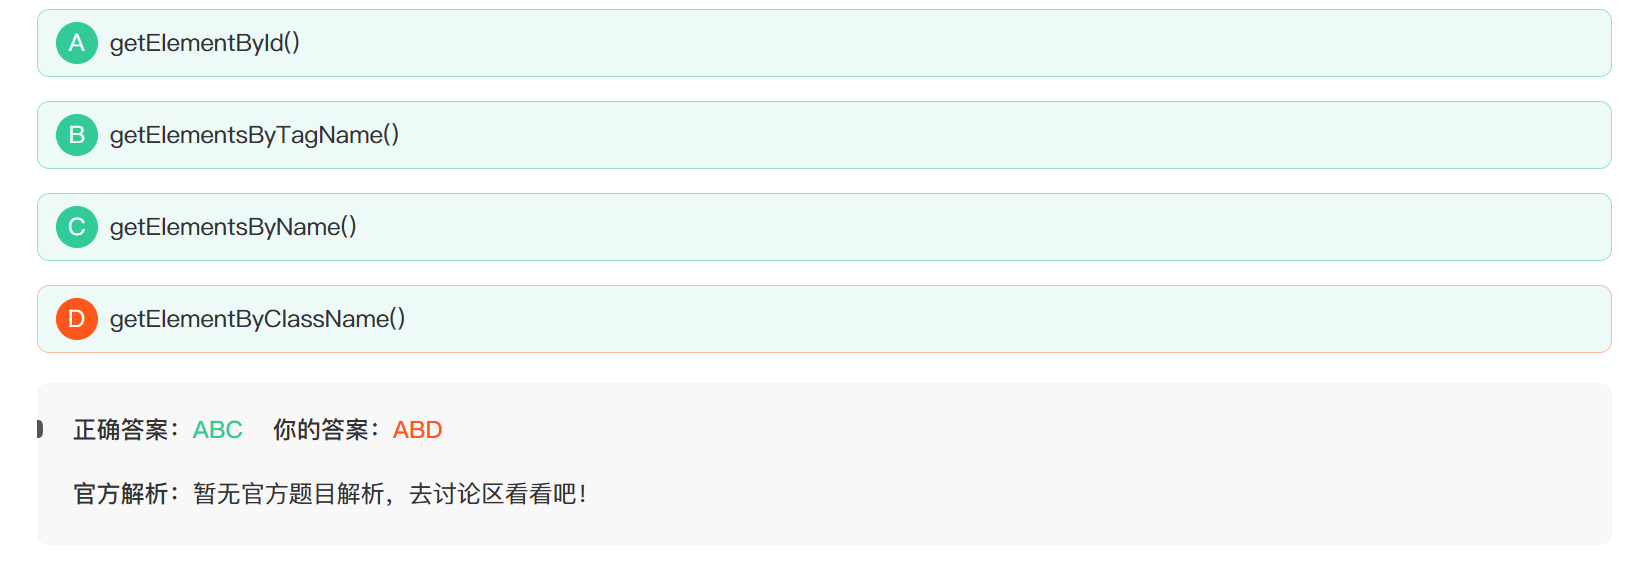 A getElementById()
B getElementsByTagName()
C getElementsByName()
D getElementByClassName()
正确答案：ABC 你的答案：ABD
官方解析：暂无官方题目解析，去讨论区看看吧！